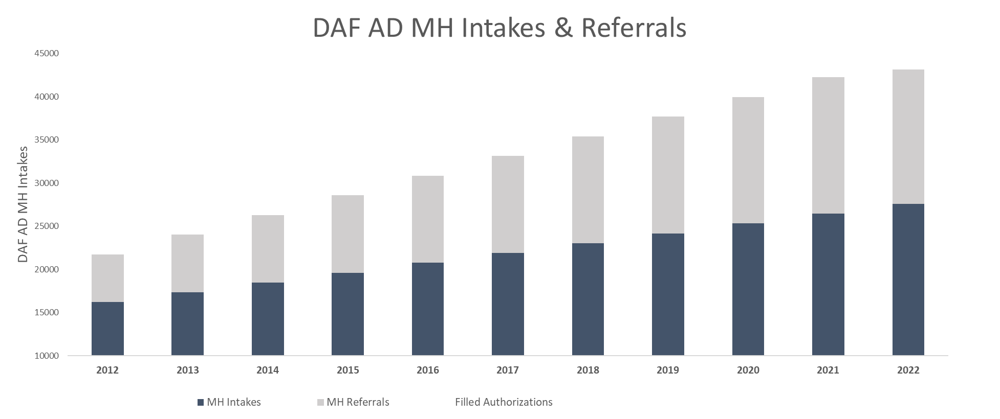 DAF AD MH Intakes & Referrals
DAF AD MH Intakes
45000
40000
35000
30000
25000
20000
15000
10000
2012 2013 2014 2015 2016 2017 2018 2019 2020 2021 2022
MH Intakes MH Referrals Filled Authorizations